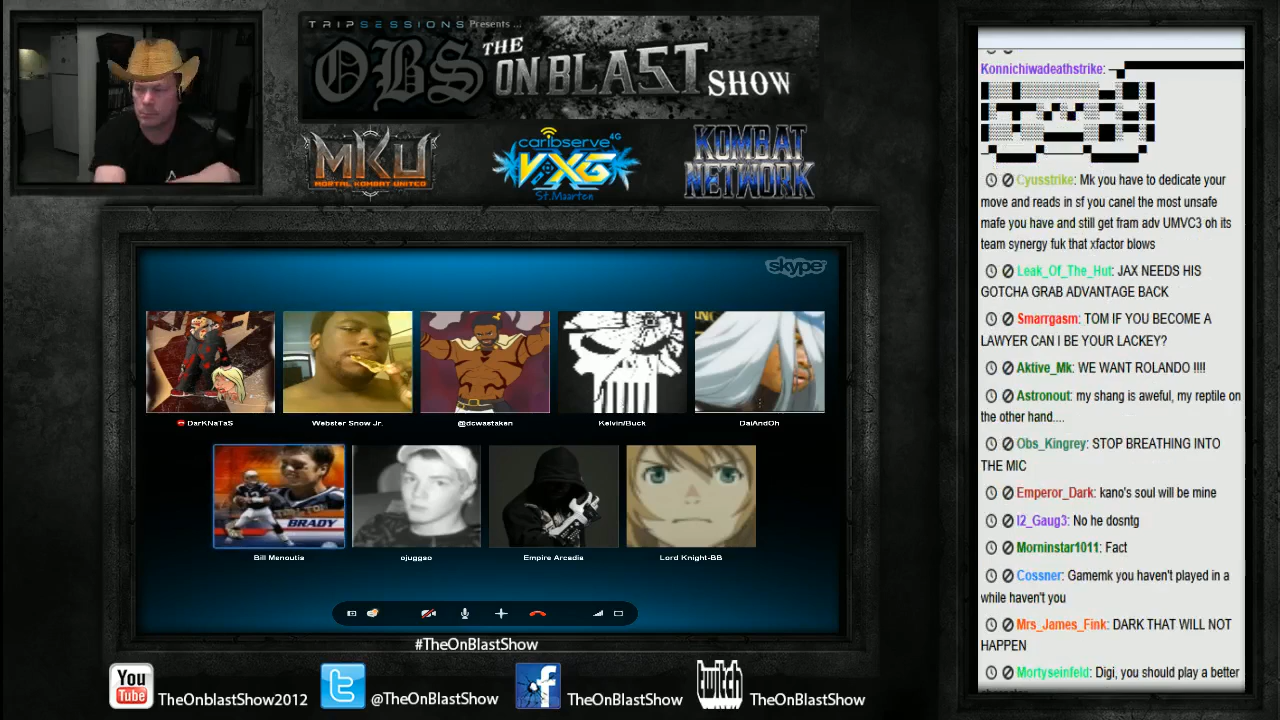 TRIPSESSIONS Presents ...
OBS THE ON BLAST SHOW
MKU
MORTAL KOMBAT UNITED
caribserve 4G
VXG
St.Maarten
KOMBAT
NETWORK
skype
DarKNaTaS
Webster Snow Jr.
@dcwastaken
Kelvin/Buck
DaiAndOh
BRADY
Bill Menoutis
ojuggao
Empire Arcadia
Lord Knight-BB
#TheOnBlastShow
You
Tube
TheOnblastShow2012
@TheOnBlastShow
TheOnBlastShow
twitch
TheOnBlastShow
Konnichiwadeathstrike:
Cyusstrike: Mk you have to dedicate your
move and reads in sf you canel the most unsafe
mafe you have and still get fram adv UMVC3 oh its
team synergy fuk that xfactor blows
Leak_Of_The_Hut: JAX NEEDS HIS
GOTCHA GRAB ADVANTAGE BACK
Smarrgasm: TOM IF YOU BECOME A
LAWYER CAN I BE YOUR LACKEY?
Aktive_Mk: WE WANT ROLANDO !!!!
Astronout: my shang is aweful, my reptile on
the other hand....
Obs_Kingrey: STOP BREATHING INTO
THE MIC
Emperor_Dark: kano's soul will be mine
I2_Gaug3: No he dosntg
Morninstar1011: Fact
Cossner: Gamemk you haven't played in a
while haven't you
Mrs_James_Fink: DARK THAT WILL NOT
HAPPEN
Mortyseinfeld: Digi, you should play a better